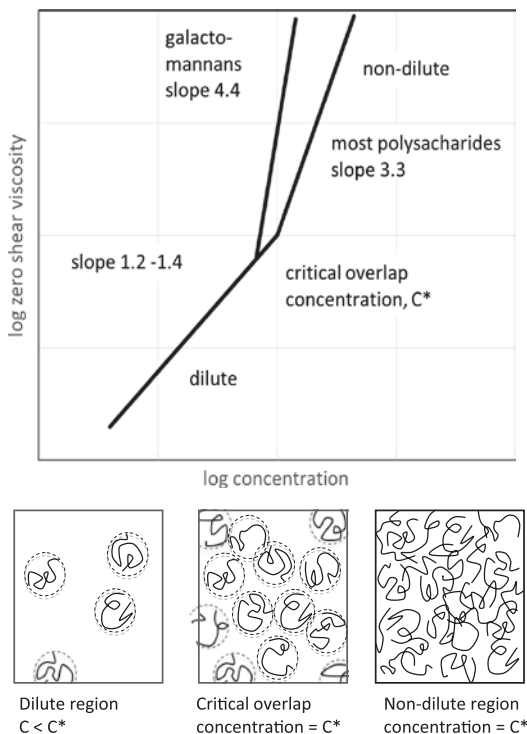 galacto-
mannans
slope 4.4
non-dilute
most polysacharides
slope 3.3
slope 1.2 -1.4
critical overlap
concentration, C*
dilute
log zero shear viscosity
log concentration
Dilute region
C < C*
Critical overlap
concentration = C*
Non-dilute region
concentration = C*